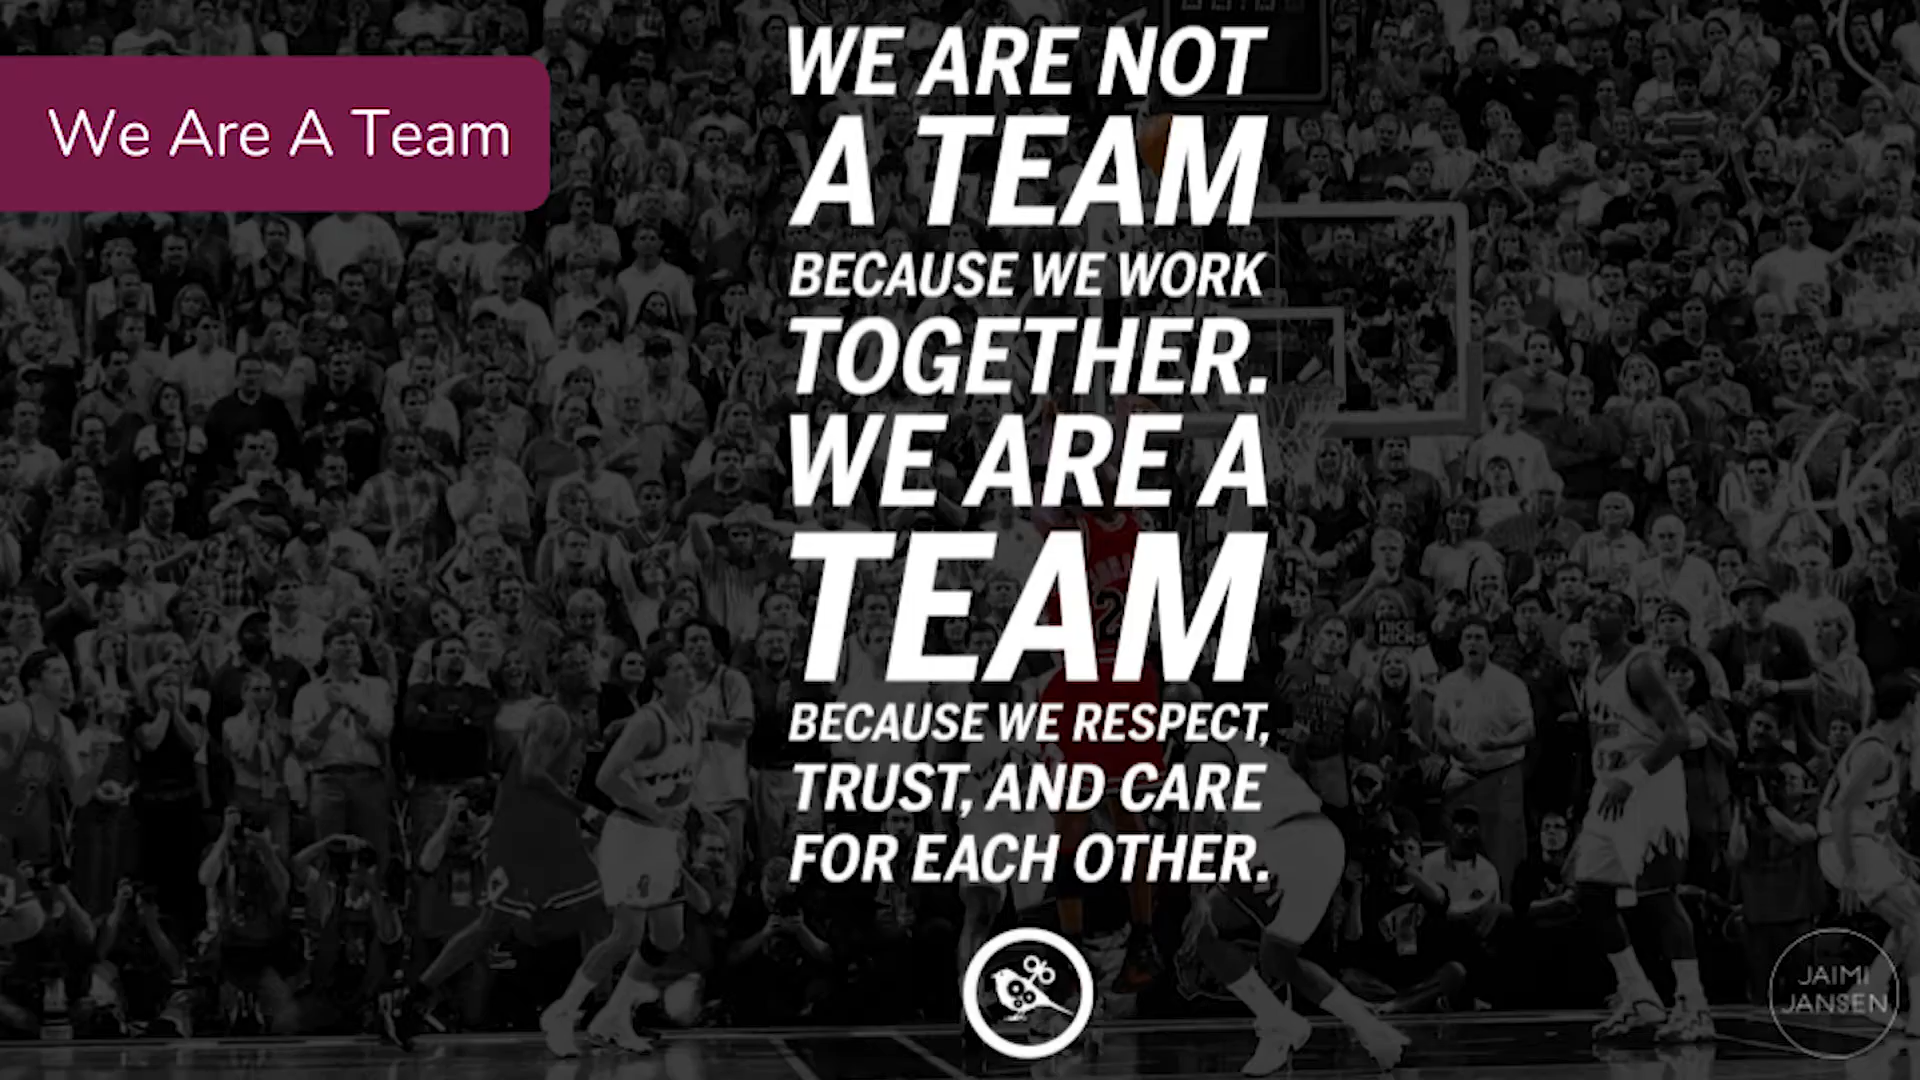 We Are A Team
WE ARE NOT
A TEAM
BECAUSE WE WORK
TOGETHER.
WE ARE A
TEAM
BECAUSE WE RESPECT,
TRUST, AND CARE
FOR EACH OTHER.
JAIMI
JANSEN